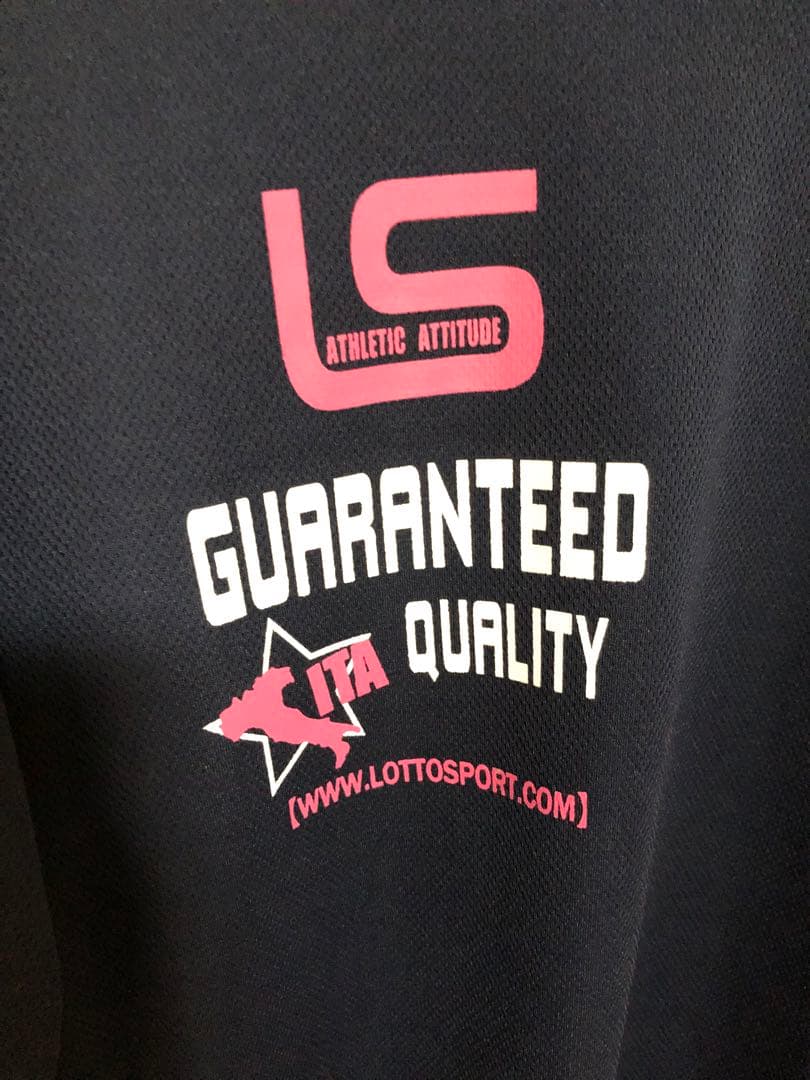 LS
ATHLETIC ATTITUDE
GUARANTEED
QUALITY
ITA
[WWW.LOTTOSPORT.COM]